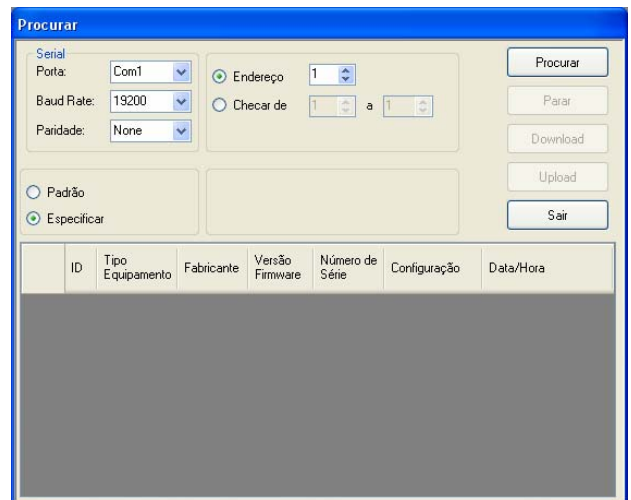 Procurar
Serial
Porta:
Com1
Baud Rate:
19200
Paridade:
None
Endereço
1
Checar de
1
a
1
Procurar
Parar
Download
Upload
Sair
Padrão
Especificar
ID
Tipo
Equipamento
Fabricante
Versão
Firmware
Número de
Série
Configuração
Data/Hora